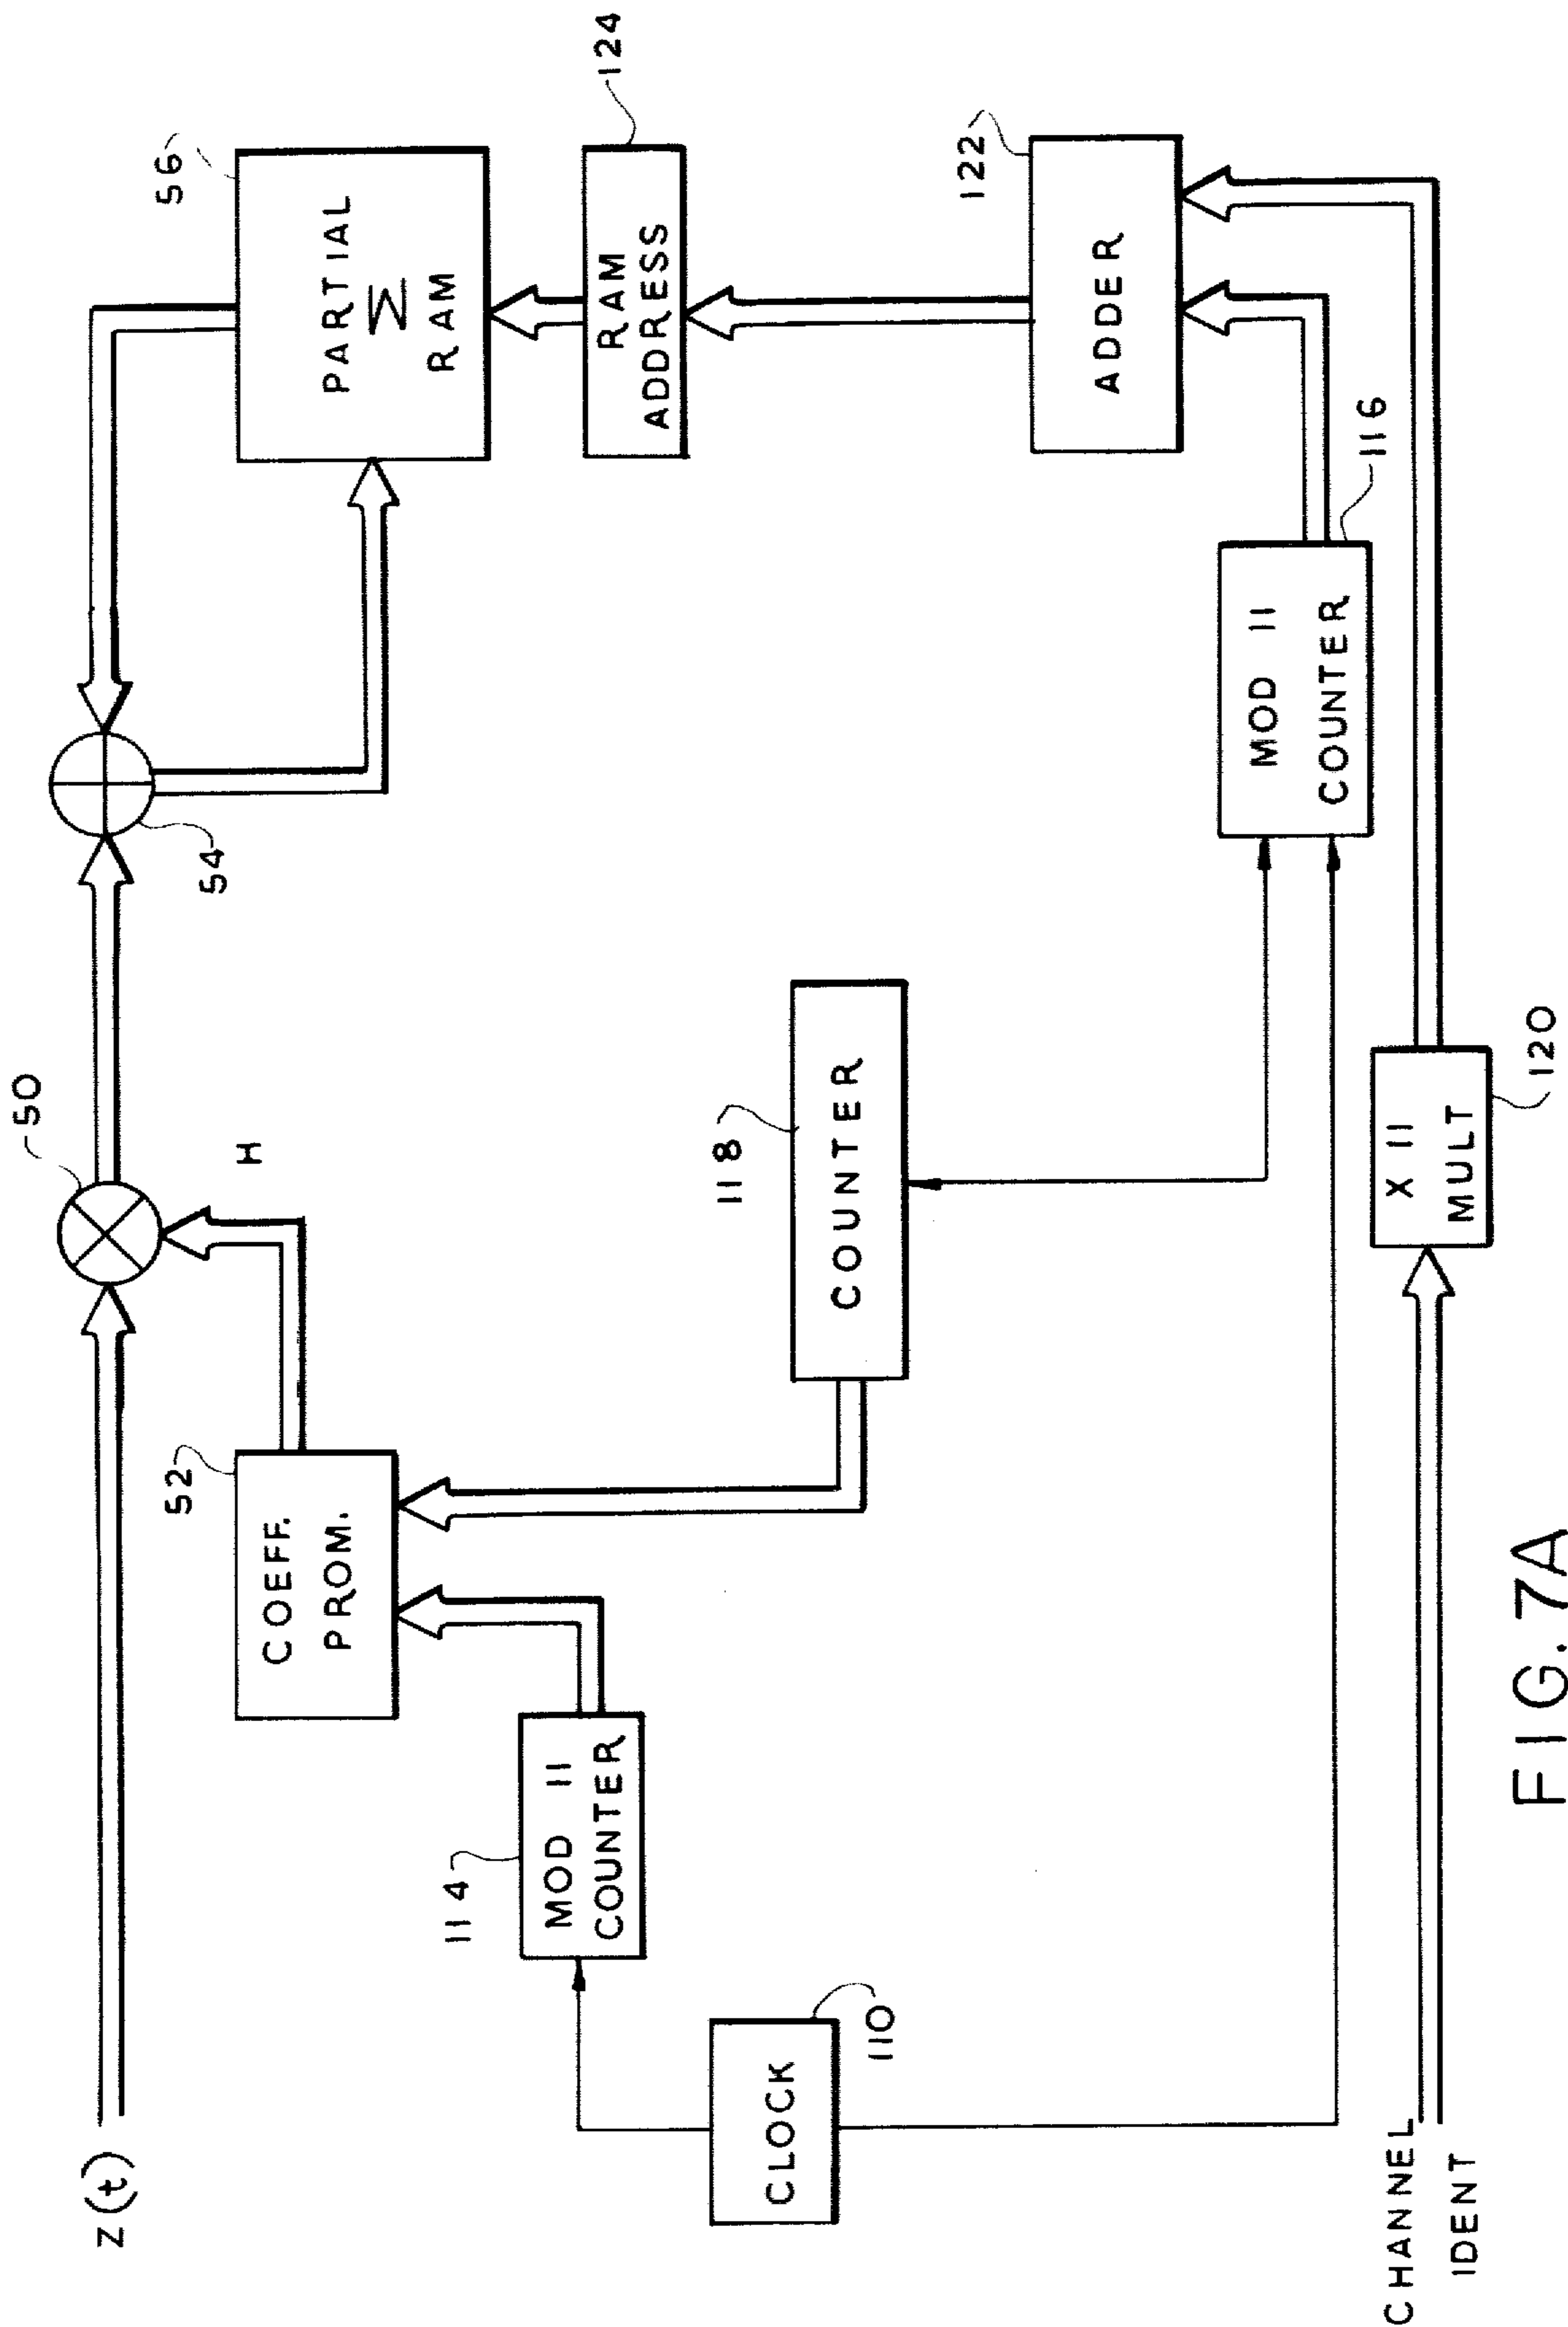 Z(t)
50
H
54
56
PARTIAL
Σ
RAM
52
COEFF.
PROM.
RAM
ADDRESS
124
114
MOD 11
COUNTER
118
COUNTER
CLOCK
110
122
ADDER
MOD 11
COUNTER
116
CHANNEL
IDENT
X 11
MULT
120
FIG. 7A